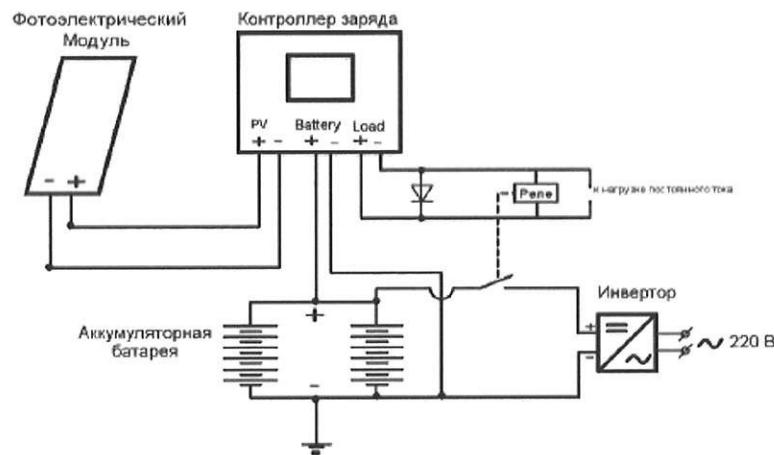 Фотоэлектрический
Модуль
Контроллер заряда
PV Battery Load
+ − + − + −
− +
Реле
к нагрузке постоянного тока
Инвертор
+
−
220 В
Аккумуляторная
батарея
+
−